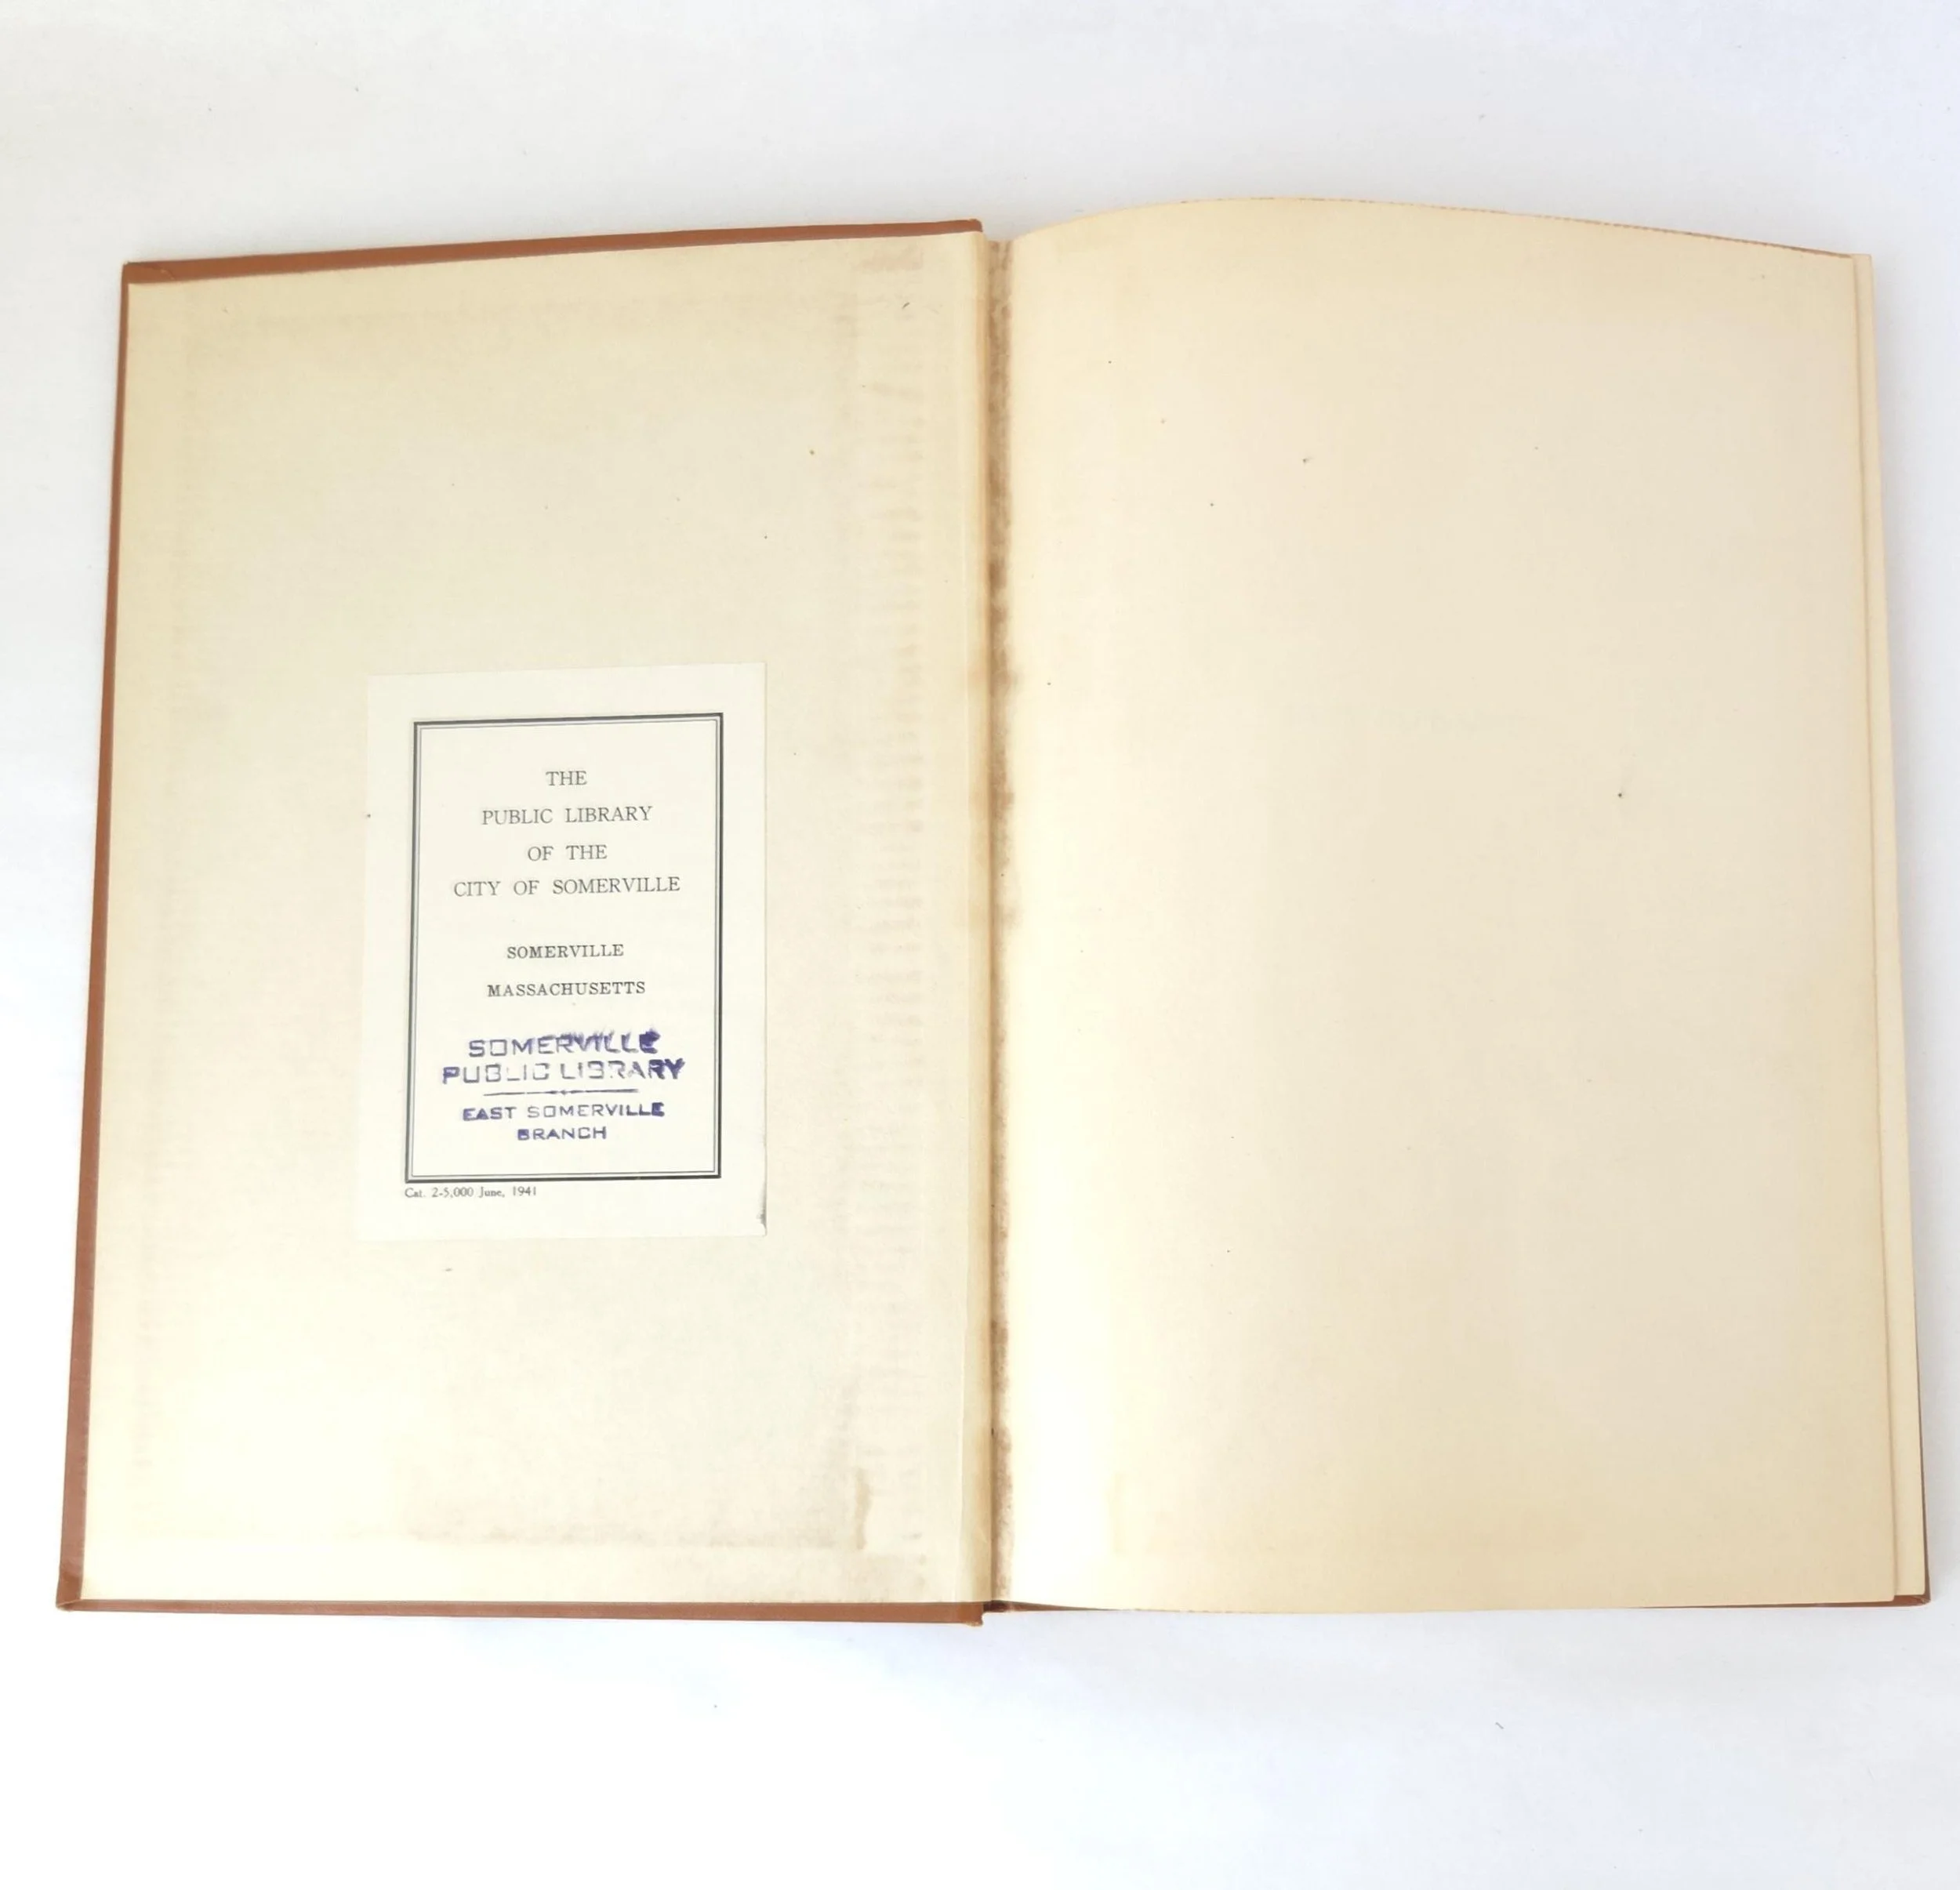 THE
PUBLIC LIBRARY
OF THE
CITY OF SOMERVILLE
SOMERVILLE
MASSACHUSETTS
SOMERVILLE
PUBLIC LIBRARY
EAST SOMERVILLE
BRANCH
Cat. 2-5,000 June, 1941